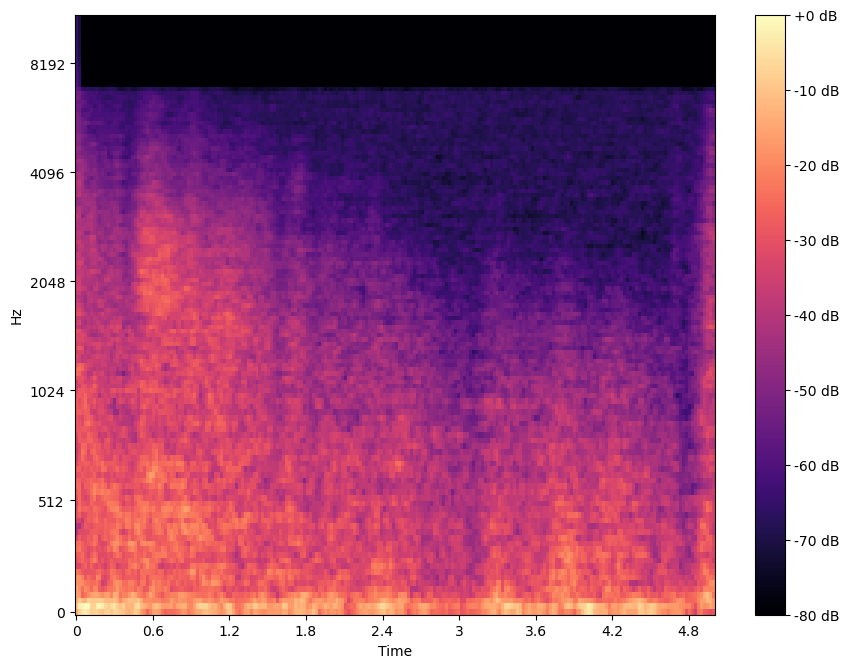 +0 dB
8192
-10 dB
4096
-20 dB
-30 dB
2048
Hz
-40 dB
1024
-50 dB
-60 dB
512
-70 dB
0
-80 dB
0 0.6 1.2 1.8 2.4 3 3.6 4.2 4.8
Time